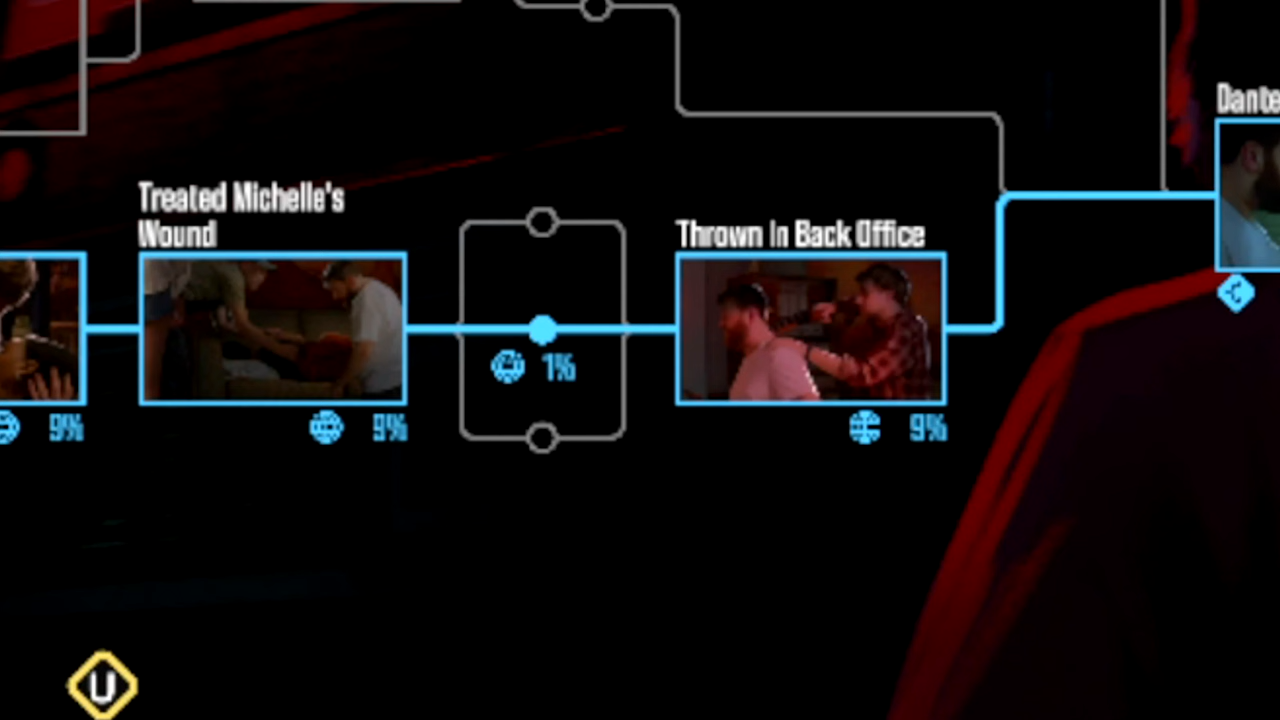 Dante
Treated Michelle's
Wound
Thrown In Back Office
1%
9%
9%
9%
U